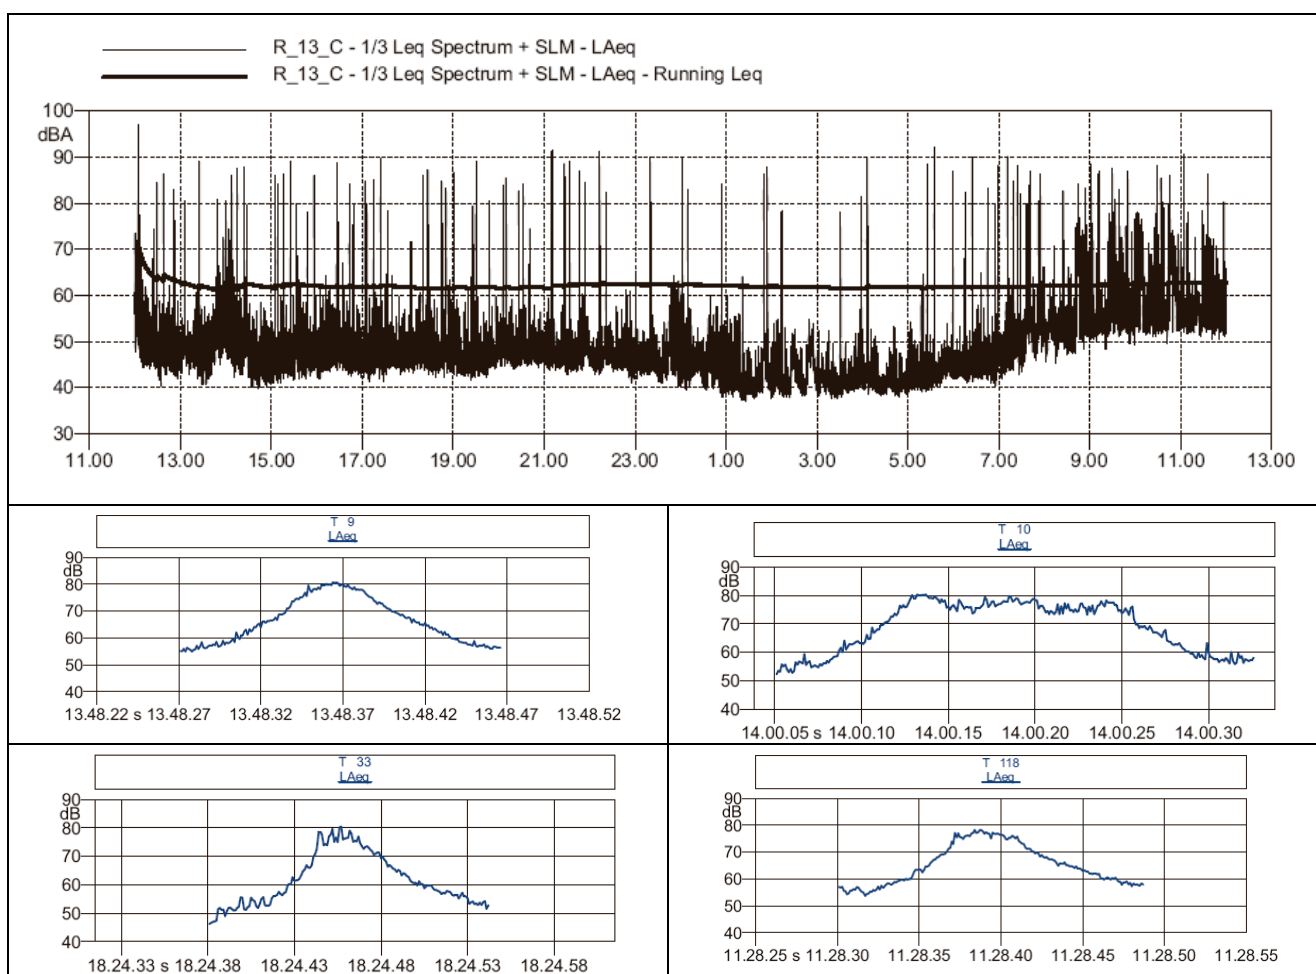 R_13_C - 1/3 Leq Spectrum + SLM - LAeq
R_13_C - 1/3 Leq Spectrum + SLM - LAeq - Running Leq
100
dBA
90
80
70
60
50
40
30
11.00 13.00 15.00 17.00 19.00 21.00 23.00 1.00 3.00 5.00 7.00 9.00 11.00 13.00
T 9
LAeq
90
dB
80
70
60
50
40
13.48.22 s 13.48.27 13.48.32 13.48.37 13.48.42 13.48.47 13.48.52
T 10
LAeq
90
dB
80
70
60
50
40
14.00.05 s 14.00.10 14.00.15 14.00.20 14.00.25 14.00.30
T 33
LAeq
90
dB
80
70
60
50
40
18.24.33 s 18.24.38 18.24.43 18.24.48 18.24.53 18.24.58
T 118
LAeq
90
dB
80
70
60
50
40
11.28.25 s 11.28.30 11.28.35 11.28.40 11.28.45 11.28.50 11.28.55